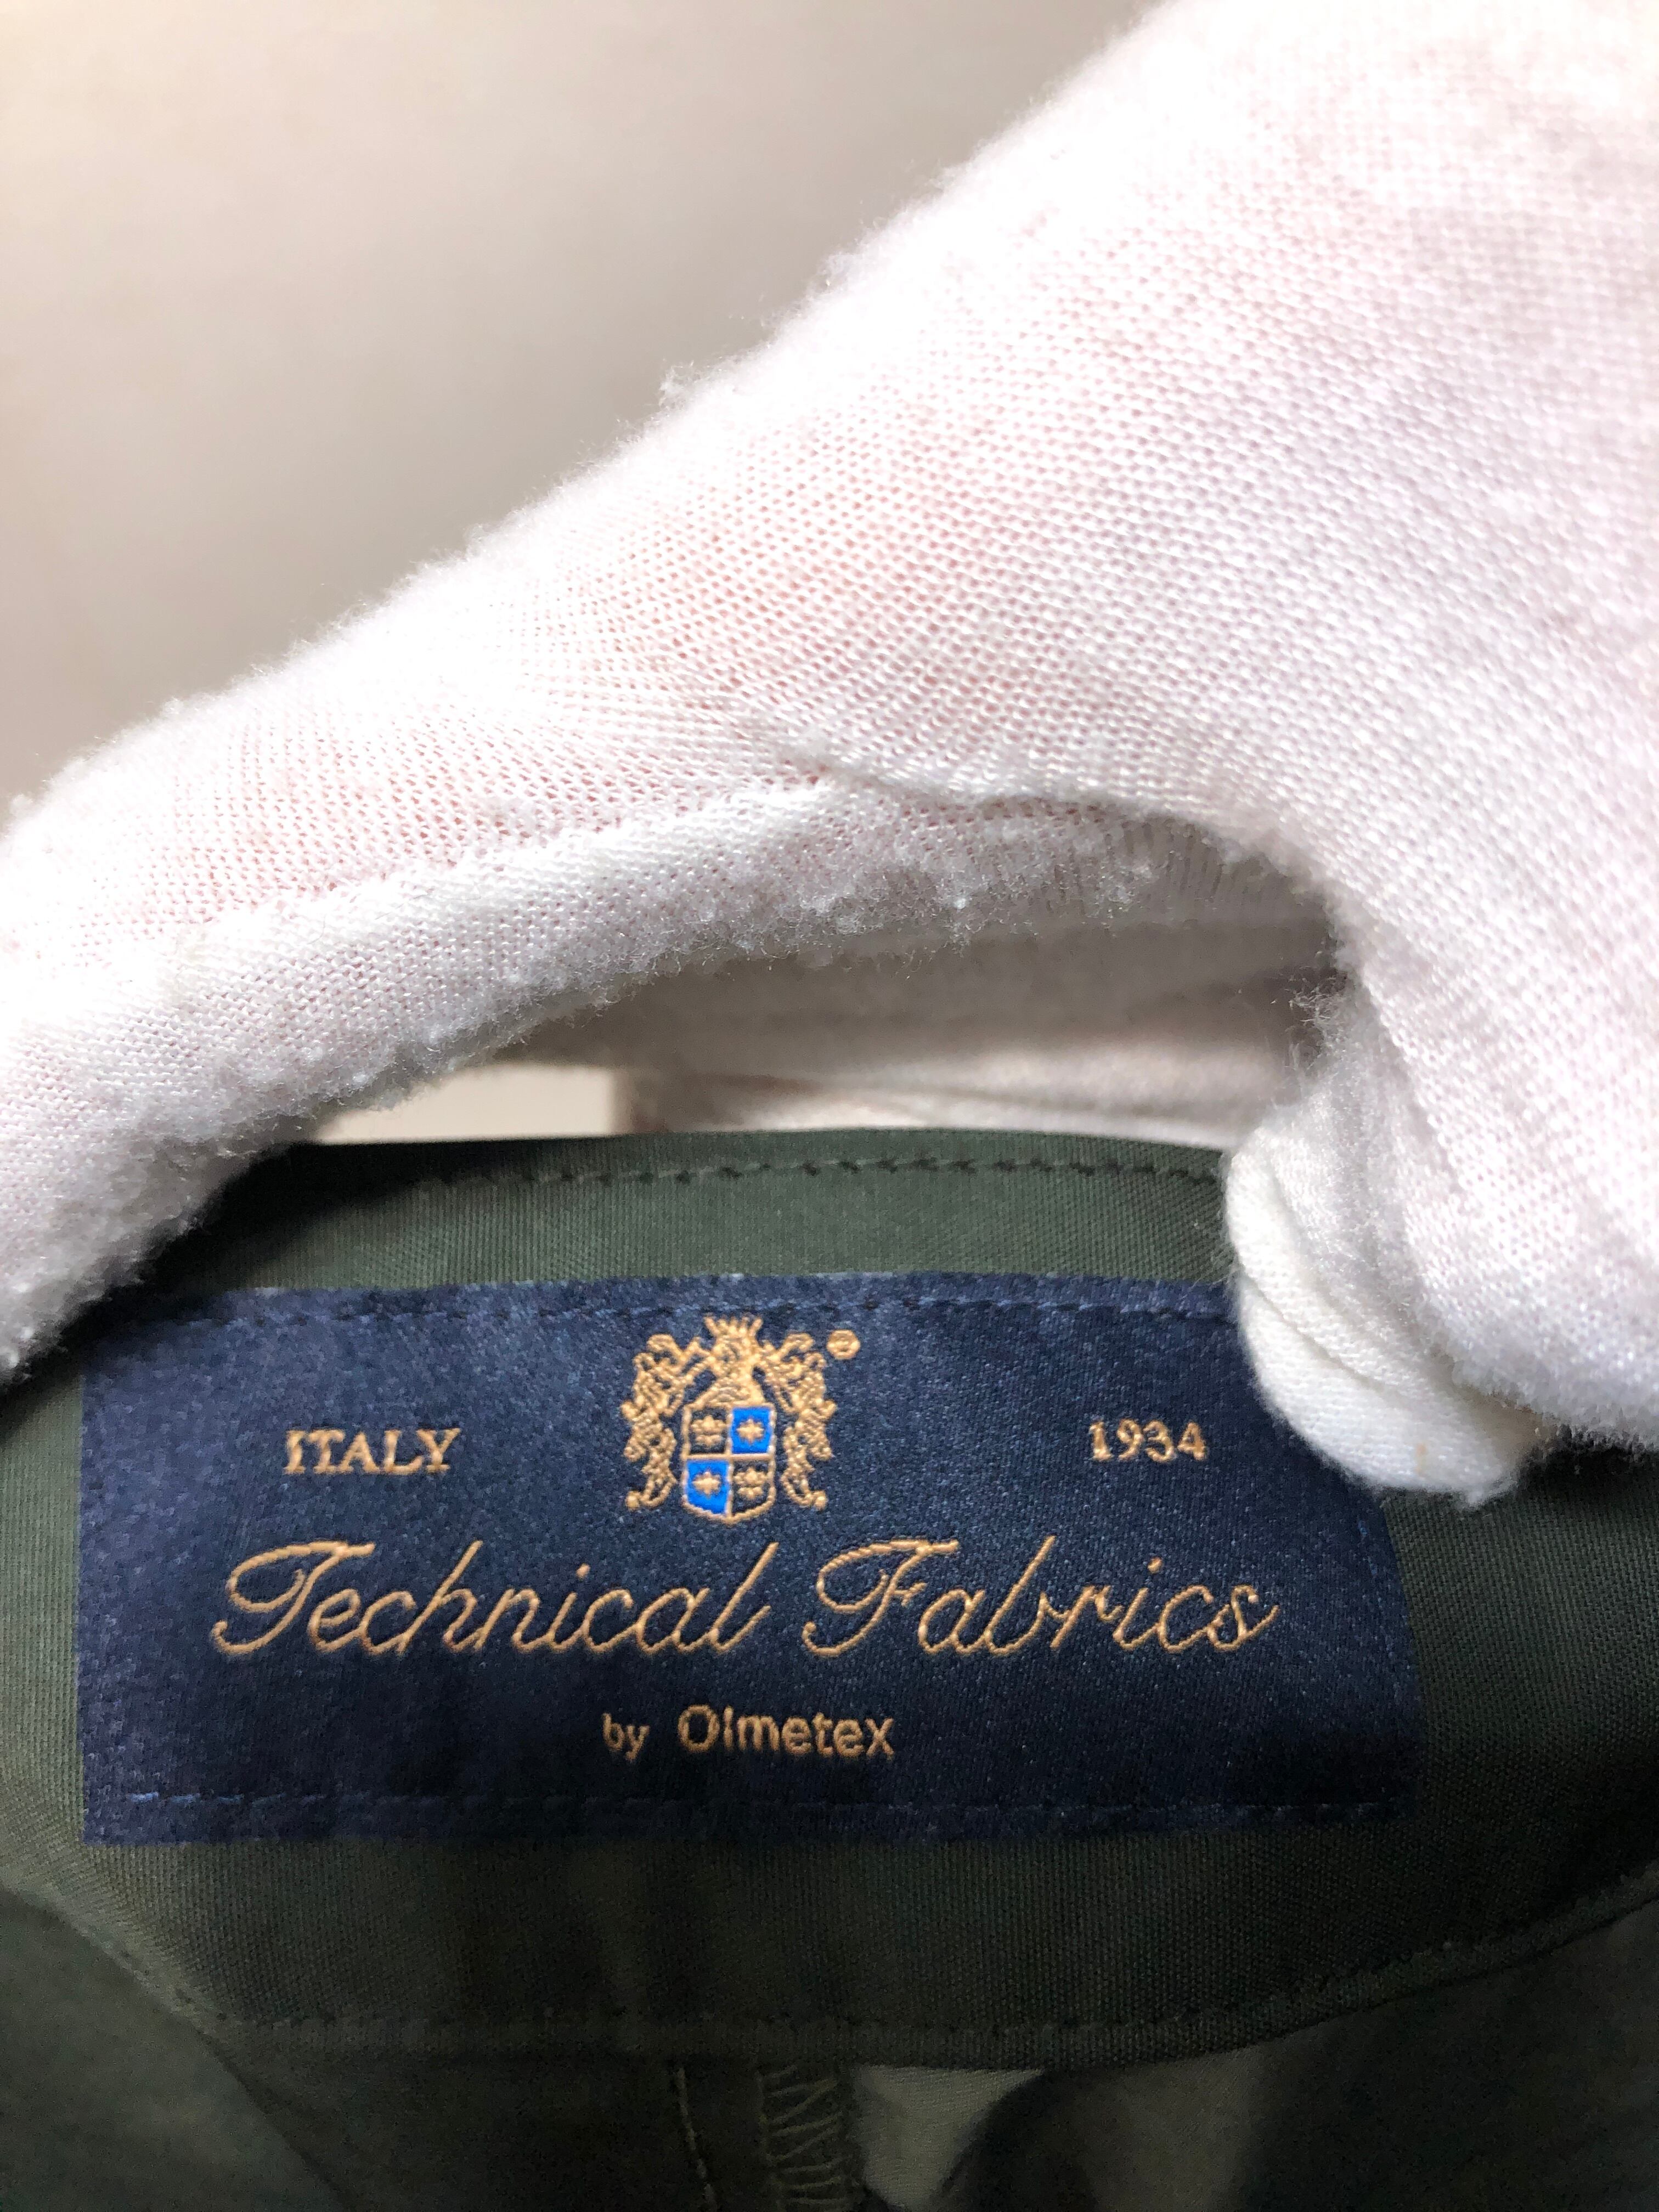 ®
ITALY 1934
Technical Fabrics
by Olmetex